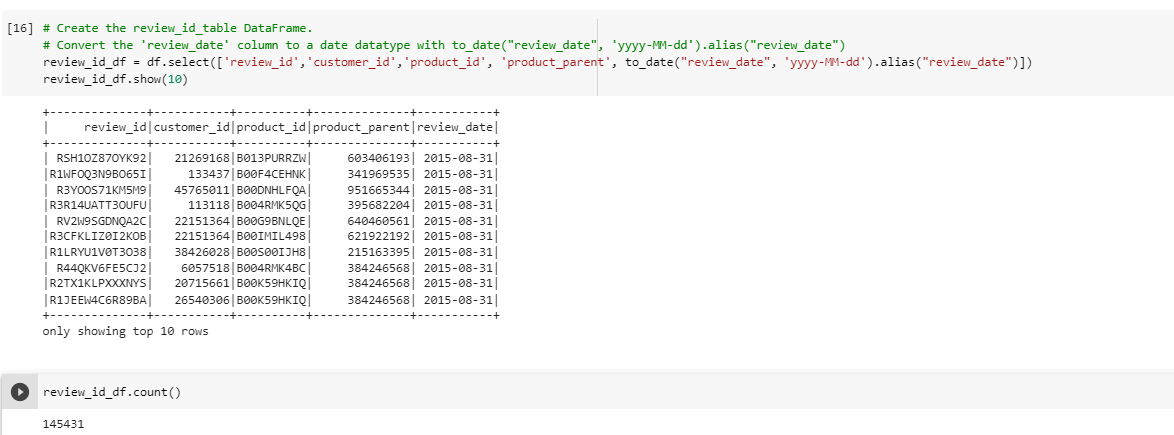 [16] # Create the review_id_table DataFrame.
# Convert the 'review_date' column to a date datatype with to_date("review_date", 'yyyy-MM-dd').alias("review_date")
review_id_df = df.select(['review_id','customer_id','product_id', 'product_parent', to_date("review_date", 'yyyy-MM-dd').alias("review_date")])
review_id_df.show(10)
+--------------+-----------+----------+--------------+-----------+
|     review_id|customer_id|product_id|product_parent|review_date|
+--------------+-----------+----------+--------------+-----------+
| RSH1OZ87OYK92|   21269168|B013PURRZW|     603406193| 2015-08-31|
|R1WFOQ3N9BO65I|     133437|B00F4CEHNK|     341969535| 2015-08-31|
| R3YOOS71KM5M9|   45765011|B00DNHLFQA|     951665344| 2015-08-31|
|R3R14UATT3OUFU|     113118|B004RMK5QG|     395682204| 2015-08-31|
| RV2W9SGDNQA2C|   22151364|B00G9BNLQE|     640460561| 2015-08-31|
|R3CFKLIZ0I2KOB|   22151364|B00IMIL498|     621922192| 2015-08-31|
|R1LRYU1V0T3O38|   38426028|B00S00IJH8|     215163395| 2015-08-31|
| R44QKV6FE5CJ2|    6057518|B004RMK4BC|     384246568| 2015-08-31|
|R2TX1KLPXXXNYS|   20715661|B00K59HKIQ|     384246568| 2015-08-31|
|R1JEEW4C6R89BA|   26540306|B00K59HKIQ|     384246568| 2015-08-31|
+--------------+-----------+----------+--------------+-----------+
only showing top 10 rows
review_id_df.count()
145431